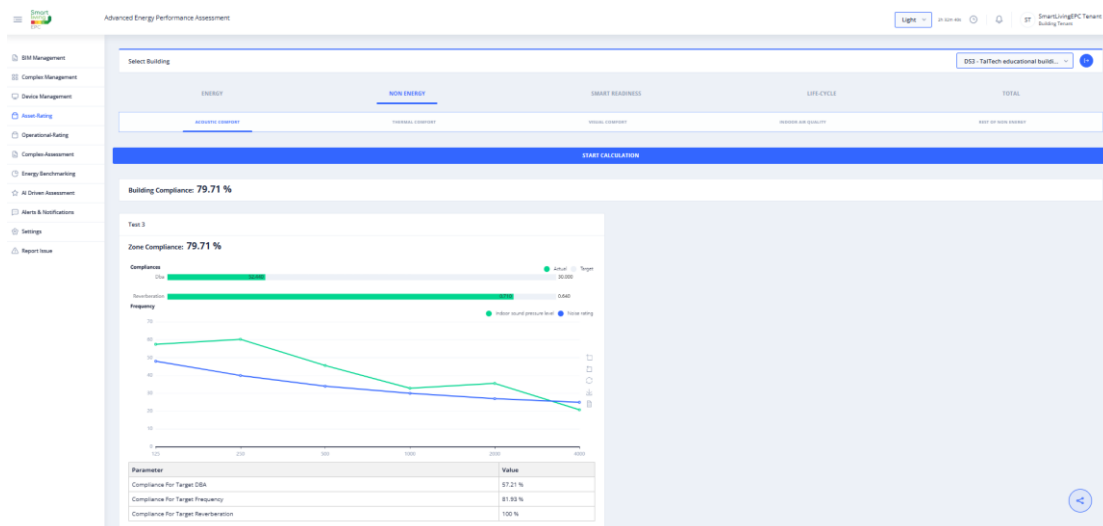 Smart
EPC
Advanced Energy Performance Assessment
Light
SmartLivingEPC Tenant
Building Tenant
BIM Management
Complex Management
Device Management
Asset-Rating
Operational-Rating
Complex-Assessment
Energy Benchmarking
AI Driven Assessment
Alerts & Notifications
Settings
Report Issue
Select Building
DS3 - TalTech educational buildi...
ENERGY
NON ENERGY
SMART READINESS
LIFE-CYCLE
TOTAL
ACOUSTIC COMFORT
THERMAL COMFORT
VISUAL COMFORT
INDOOR AIR QUALITY
REST OF NON ENERGY
START CALCULATION
Building Compliance: 79.71 %
Test 3
Zone Compliance: 79.71 %
Compliances
Actual
Target
Dba
30.000
Reverberation
0.640
Frequency
Indoor sound pressure level
Noise rating
70
60
50
40
30
20
10
0
125
250
500
1000
2000
4000
Parameter
Value
Compliance For Target DBA
57.21 %
Compliance For Target Frequency
81.93 %
Compliance For Target Reverberation
100 %